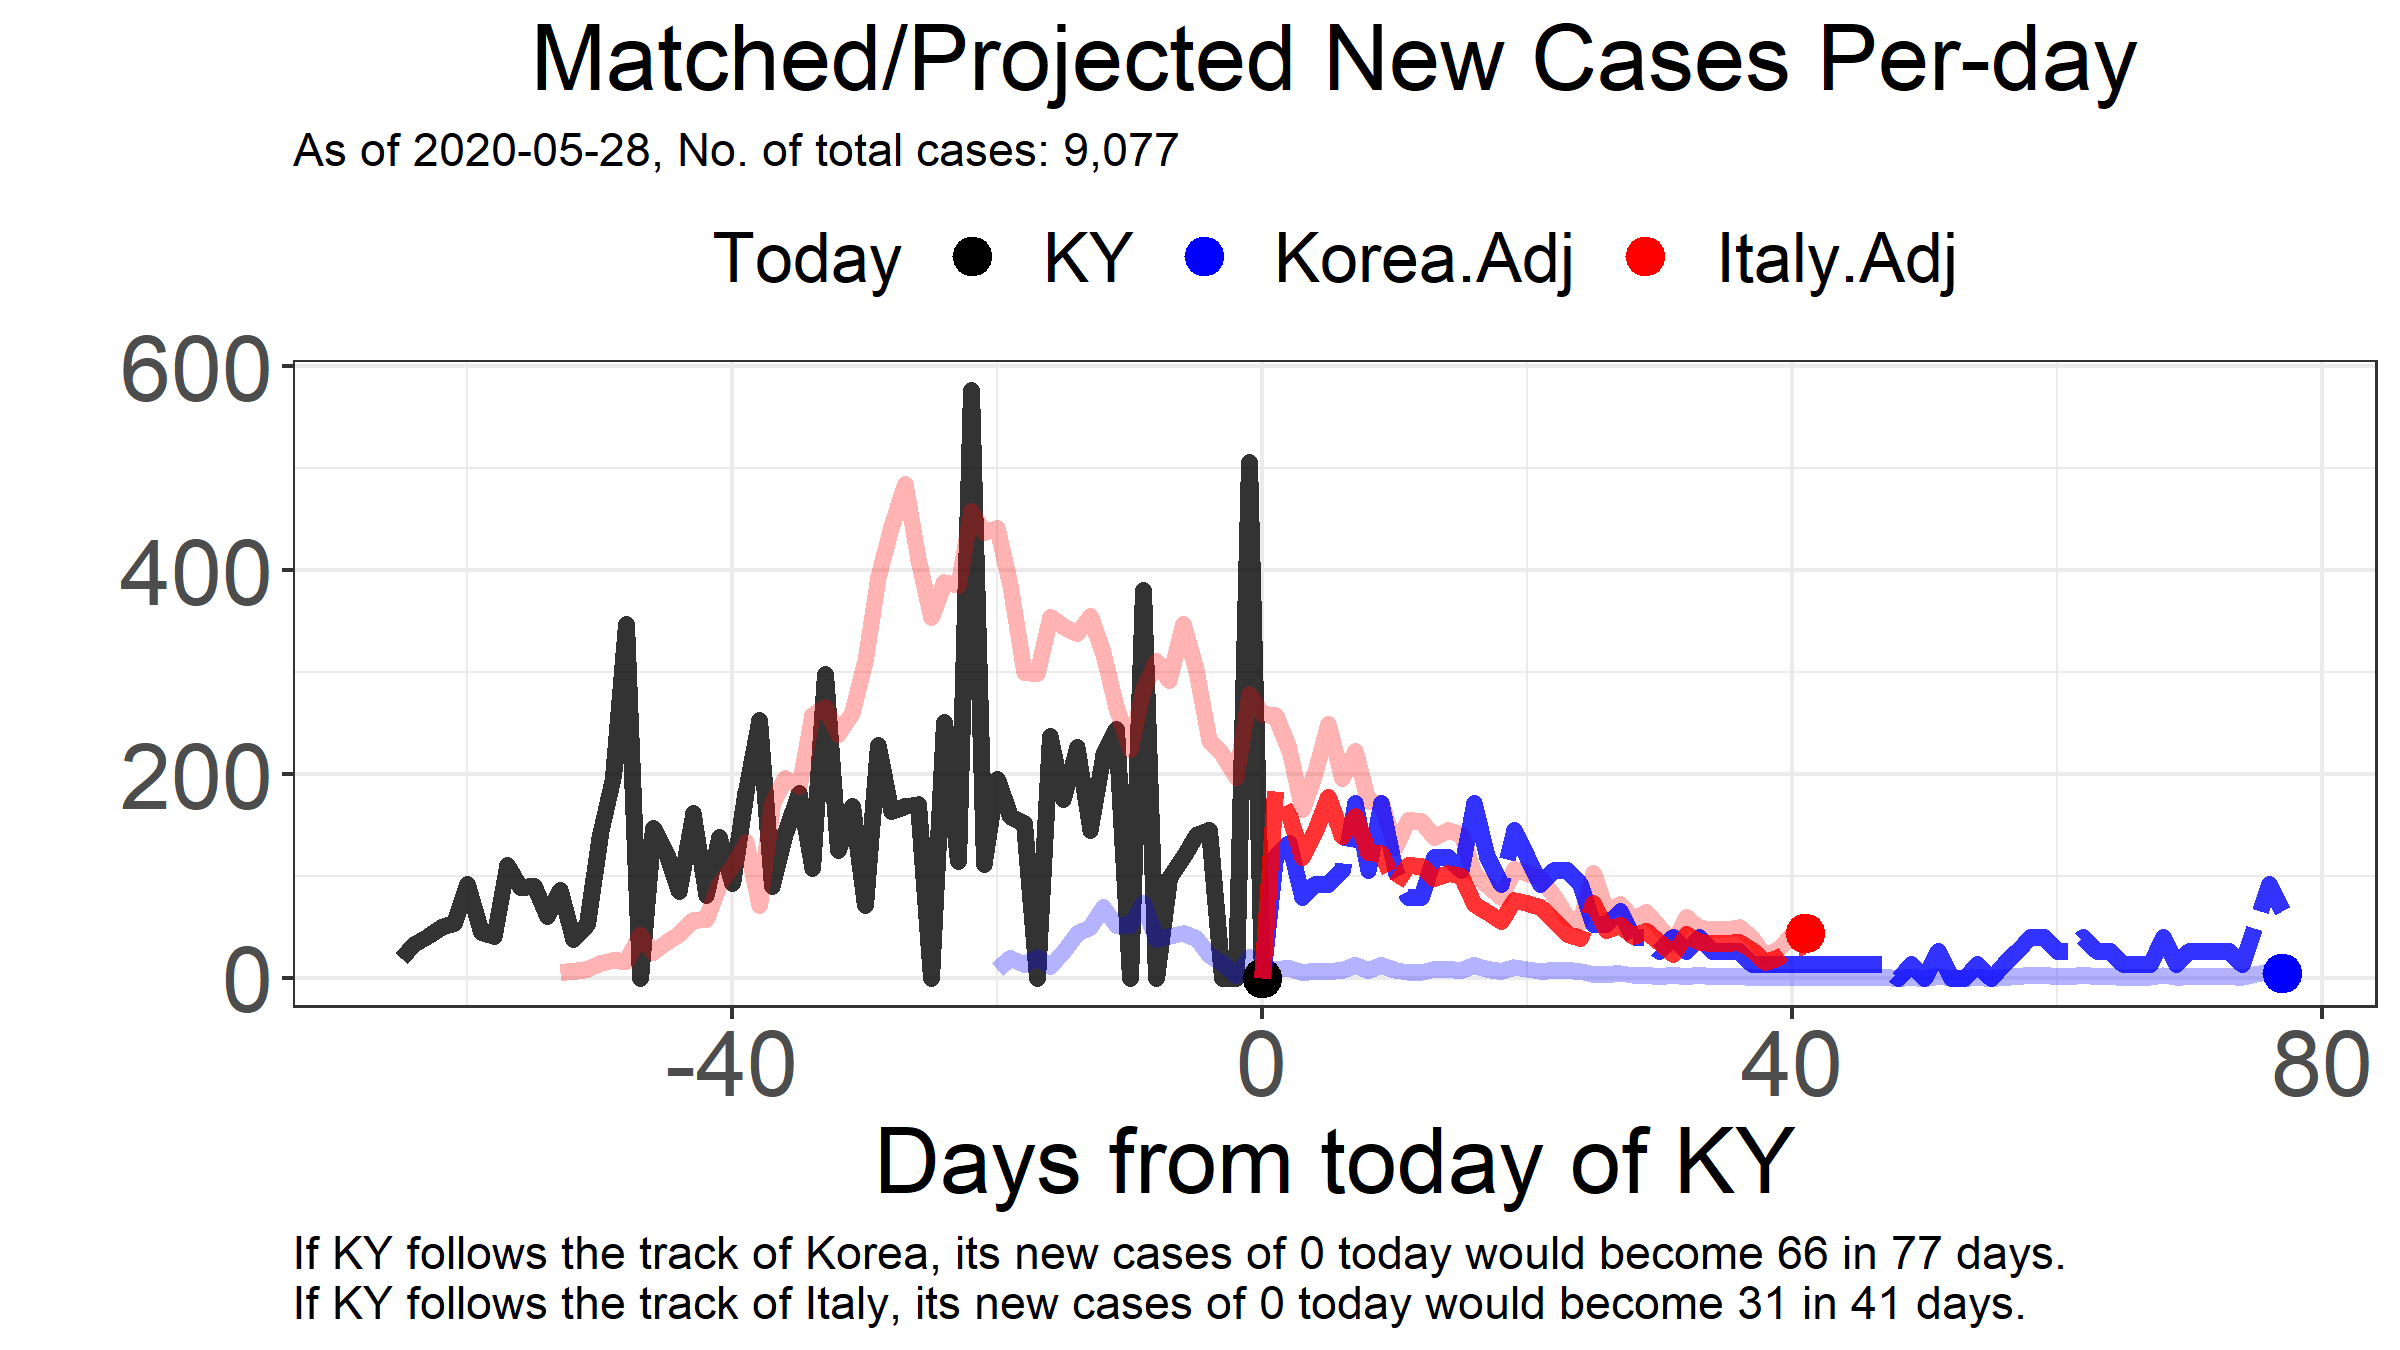 Matched/Projected New Cases Per-day
As of 2020-05-28, No. of total cases: 9,077
Today KY Korea.Adj Italy.Adj
600
400
200
0
-40 0 40 80
Days from today of KY
If KY follows the track of Korea, its new cases of 0 today would become 66 in 77 days.
If KY follows the track of Italy, its new cases of 0 today would become 31 in 41 days.